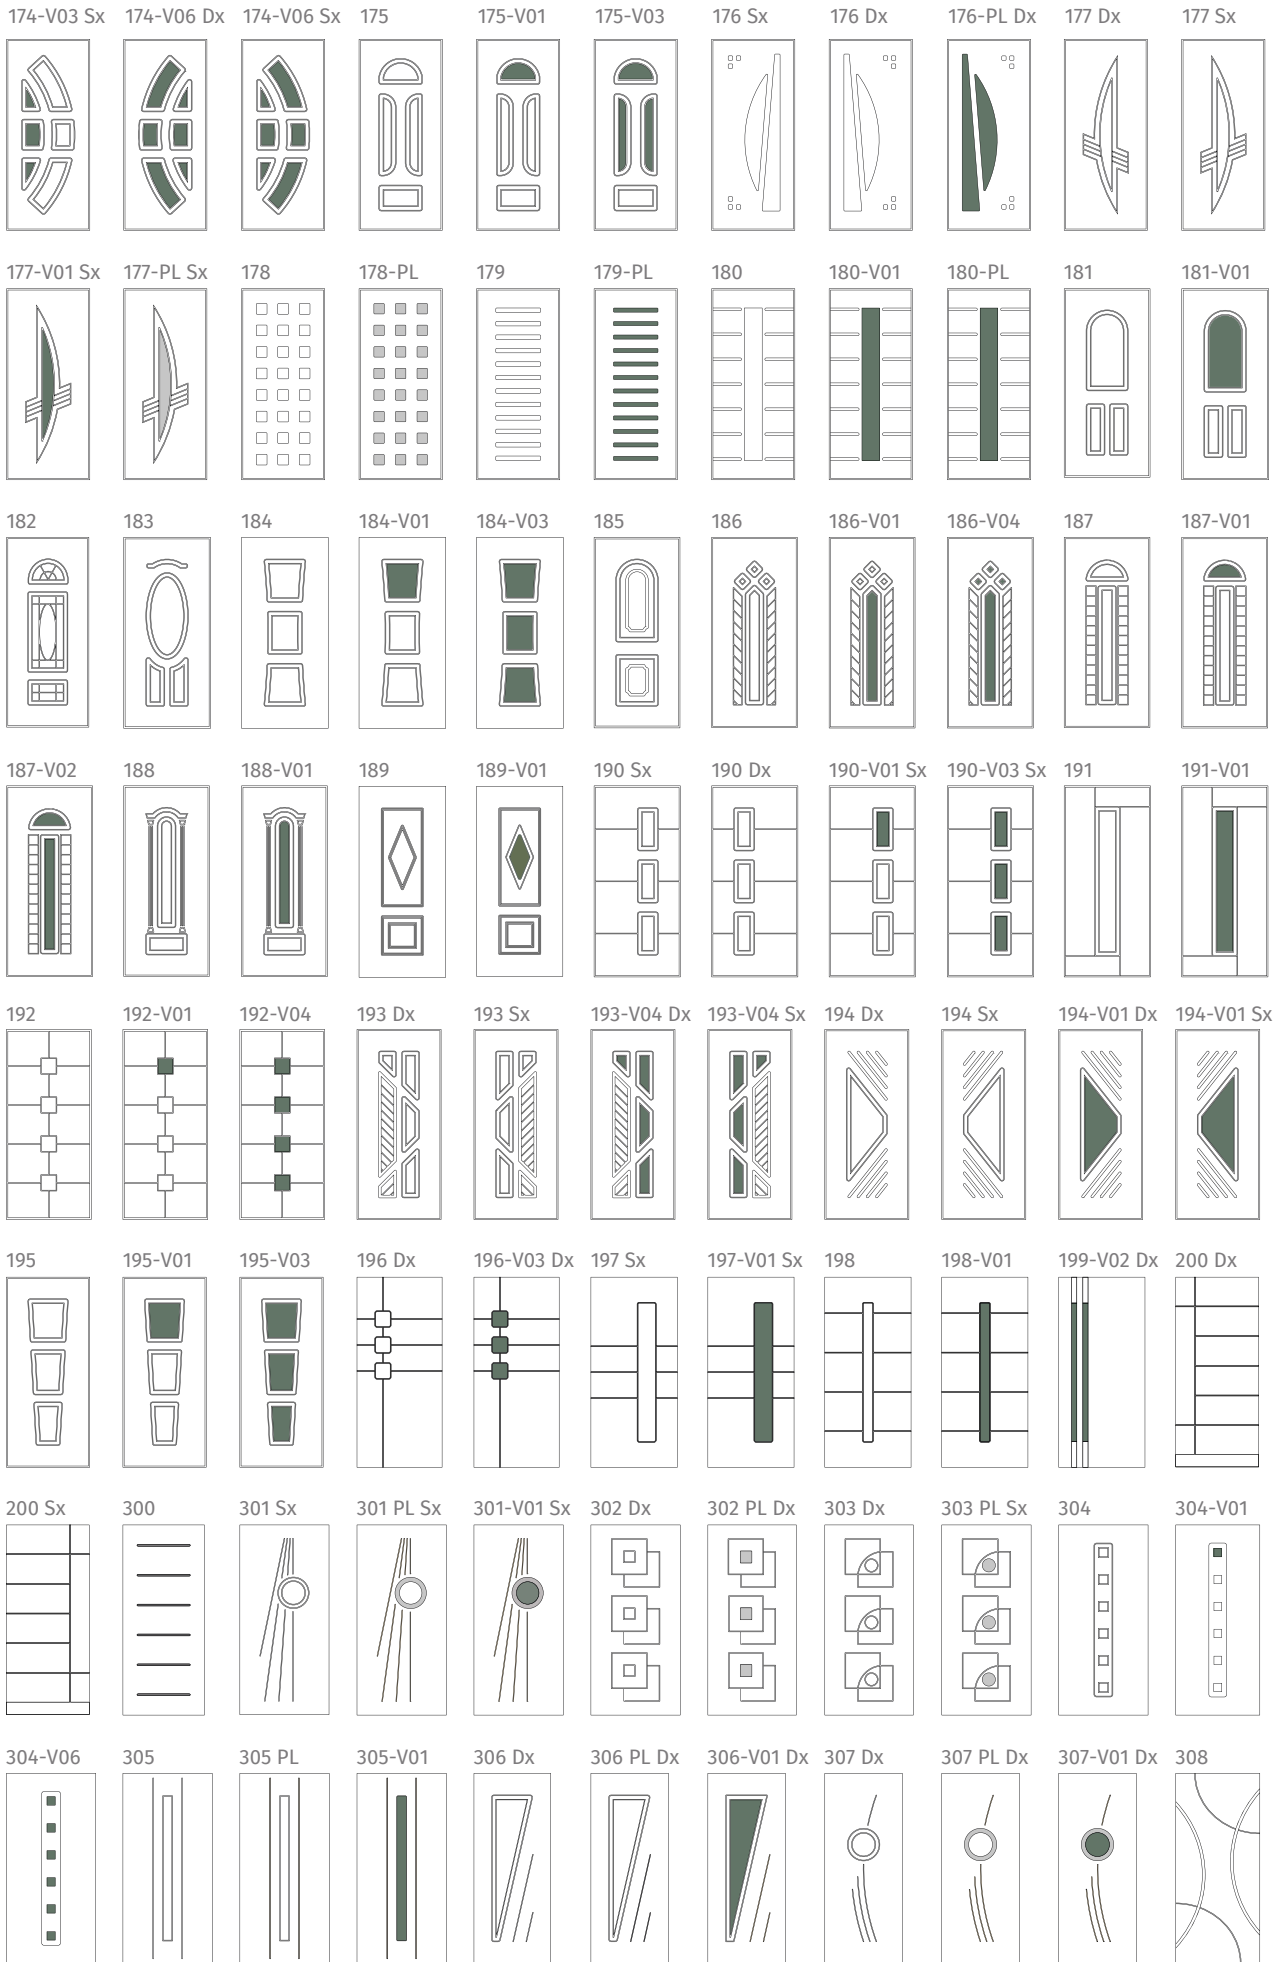 174-V03 Sx 174-V06 Dx 174-V06 Sx 175 175-V01 175-V03 176 Sx 176 Dx 176-PL Dx 177 Dx 177 Sx
177-V01 Sx 177-PL Sx 178 178-PL 179 179-PL 180 180-V01 180-PL 181 181-V01
182 183 184 184-V01 184-V03 185 186 186-V01 186-V04 187 187-V01
187-V02 188 188-V01 189 189-V01 190 Sx 190 Dx 190-V01 Sx 190-V03 Sx 191 191-V01
192 192-V01 192-V04 193 Dx 193 Sx 193-V04 Dx 193-V04 Sx 194 Dx 194 Sx 194-V01 Dx 194-V01 Sx
195 195-V01 195-V03 196 Dx 196-V03 Dx 197 Sx 197-V01 Sx 198 198-V01 199-V02 Dx 200 Dx
200 Sx 300 301 Sx 301 PL Sx 301-V01 Sx 302 Dx 302 PL Dx 303 Dx 303 PL Sx 304 304-V01
304-V06 305 305 PL 305-V01 306 Dx 306 PL Dx 306-V01 Dx 307 Dx 307 PL Dx 307-V01 Dx 308